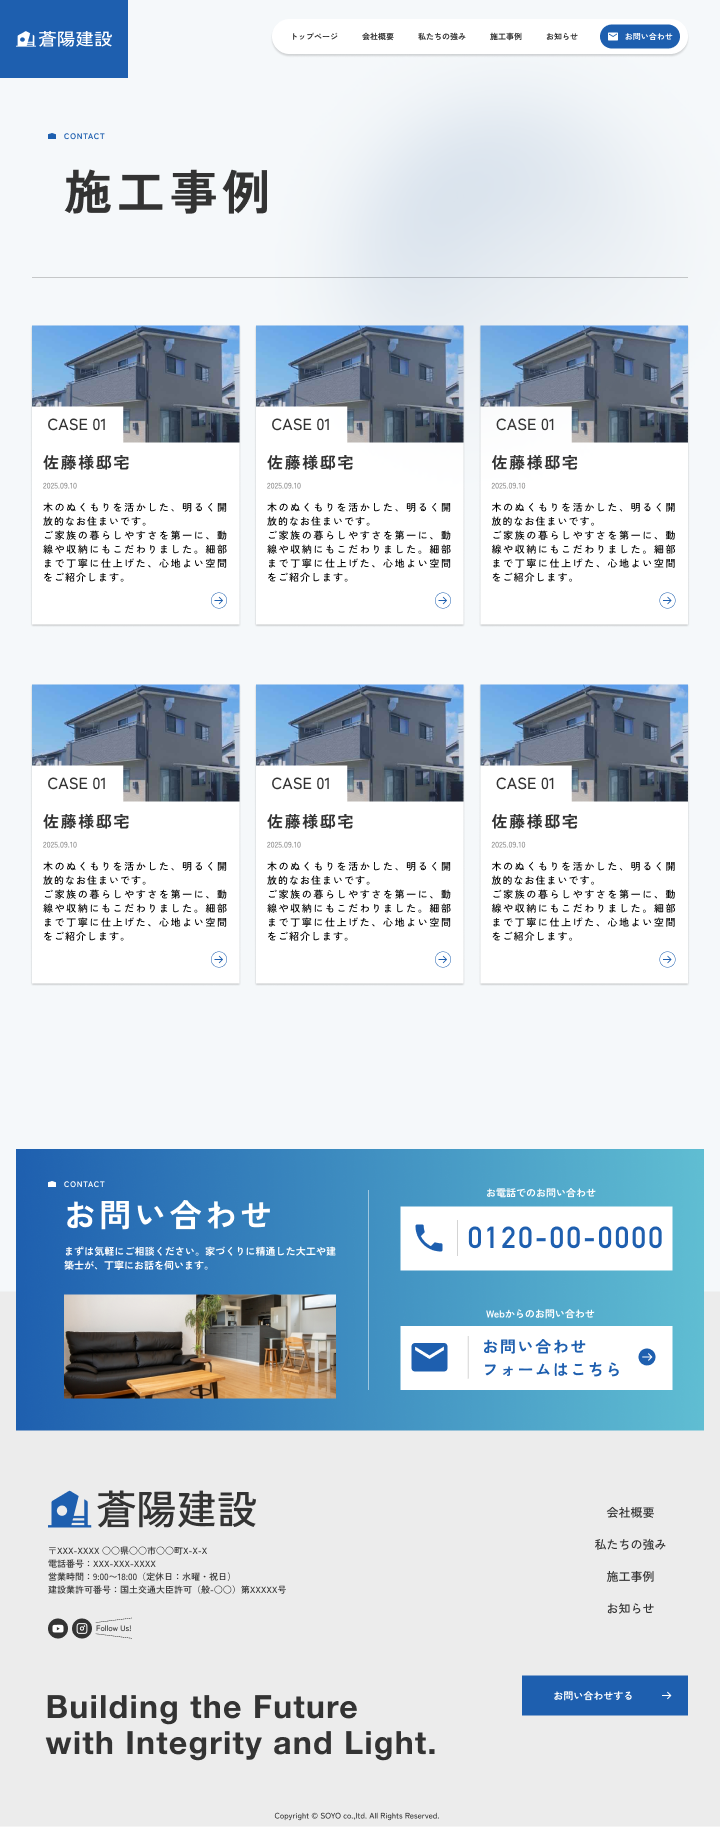 蒼陽建設
トップページ 会社概要 私たちの強み 施工事例 お知らせ お問い合わせ
CONTACT
施工事例
CASE 01
佐藤様邸宅
2025.09.10
木のぬくもりを活かした、明るく開
放的なお住まいです。
ご家族の暮らしやすさを第一に、動
線や収納にもこだわりました。細部
まで丁寧に仕上げた、心地よい空間
をご紹介します。
CASE 01
佐藤様邸宅
2025.09.10
木のぬくもりを活かした、明るく開
放的なお住まいです。
ご家族の暮らしやすさを第一に、動
線や収納にもこだわりました。細部
まで丁寧に仕上げた、心地よい空間
をご紹介します。
CASE 01
佐藤様邸宅
2025.09.10
木のぬくもりを活かした、明るく開
放的なお住まいです。
ご家族の暮らしやすさを第一に、動
線や収納にもこだわりました。細部
まで丁寧に仕上げた、心地よい空間
をご紹介します。
CASE 01
佐藤様邸宅
2025.09.10
木のぬくもりを活かした、明るく開
放的なお住まいです。
ご家族の暮らしやすさを第一に、動
線や収納にもこだわりました。細部
まで丁寧に仕上げた、心地よい空間
をご紹介します。
CASE 01
佐藤様邸宅
2025.09.10
木のぬくもりを活かした、明るく開
放的なお住まいです。
ご家族の暮らしやすさを第一に、動
線や収納にもこだわりました。細部
まで丁寧に仕上げた、心地よい空間
をご紹介します。
CASE 01
佐藤様邸宅
2025.09.10
木のぬくもりを活かした、明るく開
放的なお住まいです。
ご家族の暮らしやすさを第一に、動
線や収納にもこだわりました。細部
まで丁寧に仕上げた、心地よい空間
をご紹介します。
CONTACT
お問い合わせ
まずは気軽にご相談ください。家づくりに精通した大工や建
築士が、丁寧にお話を伺います。
お電話でのお問い合わせ
0120-00-0000
Webからのお問い合わせ
お問い合わせ
フォームはこちら
蒼陽建設
〒XXX-XXXX 〇〇県〇〇市〇〇町X-X-X
電話番号：XXX-XXX-XXXX
営業時間：9:00〜18:00（定休日：水曜・祝日）
建設業許可番号：国土交通大臣許可（般-〇〇）第XXXXX号
Follow Us!
会社概要
私たちの強み
施工事例
お知らせ
お問い合わせする
Building the Future
with Integrity and Light.
Copyright © SOYO co.,ltd. All Rights Reserved.